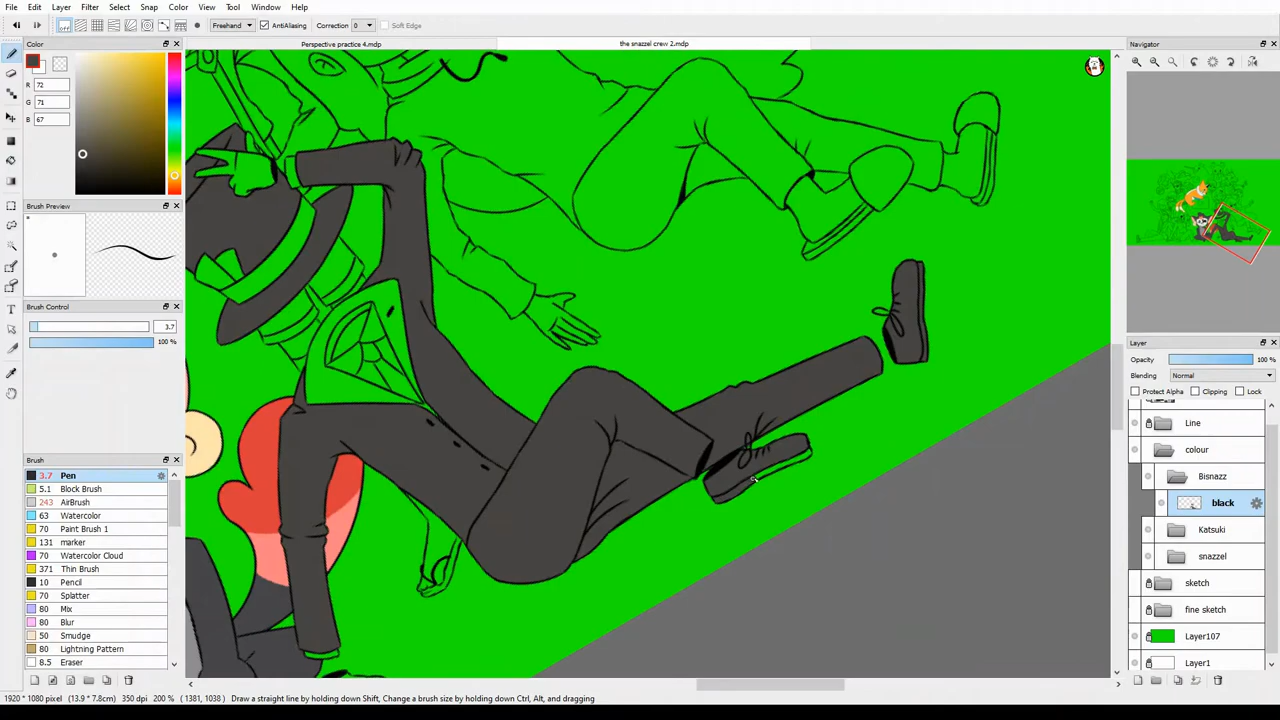 File Edit Layer Filter Select Snap Color View Tool Window Help
Freehand AntiAliasing Correction 0 Soft Edge
Color
Perspective practice 4.mdp
the snazzel crew 2.mdp
Navigator
R 72
G 71
B 67
Brush Preview
Brush Control
3.7
100 %
Layer
Opacity 100 %
Blending Normal
Protect Alpha Clipping Lock
Line
colour
Bisnazz
black
Katsuki
snazzel
sketch
fine sketch
Layer107
Layer1
Brush
3.7 Pen
5.1 Block Brush
243 AirBrush
63 Watercolor
70 Paint Brush 1
131 marker
70 Watercolor Cloud
371 Thin Brush
10 Pencil
70 Splatter
80 Mix
80 Blur
50 Smudge
80 Lightning Pattern
8.5 Eraser
1920 * 1080 pixel (13.9 * 7.8cm) 350 dpi 200 % ( 1381, 1038 ) Draw a straight line by holding down Shift, Change a brush size by holding down Ctrl, Alt, and dragging